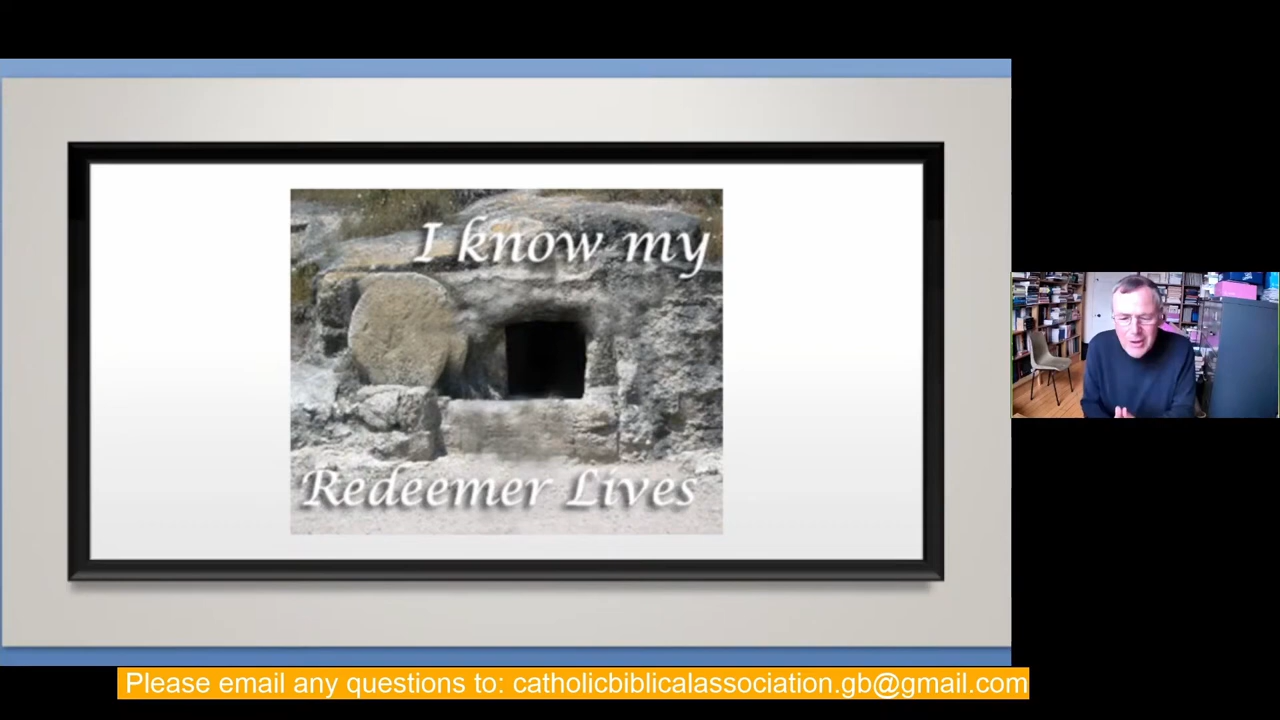 I know my
Redeemer Lives
Please email any questions to: catholicbiblicalassociation.gb@gmail.com